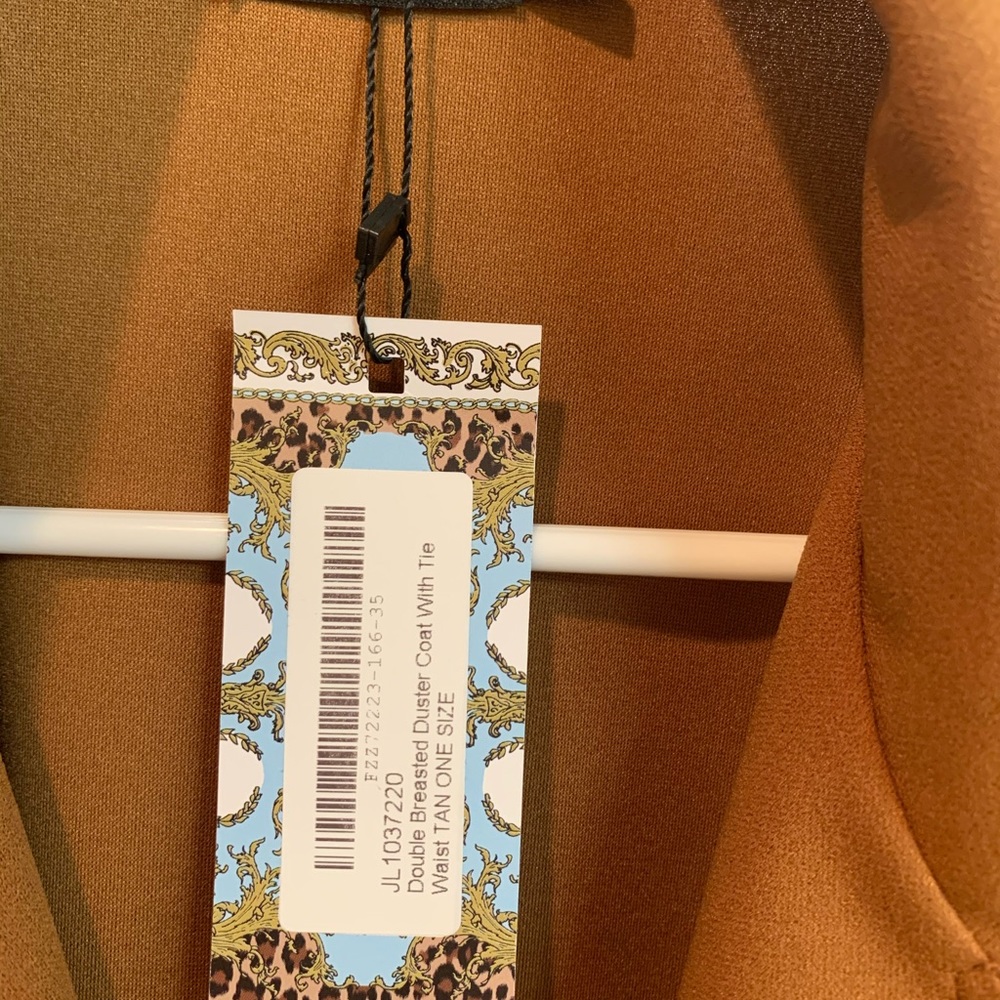 FZZ72223-166-35
JL1037220
Double Breasted Duster Coat With Tie
Waist TAN ONE SIZE